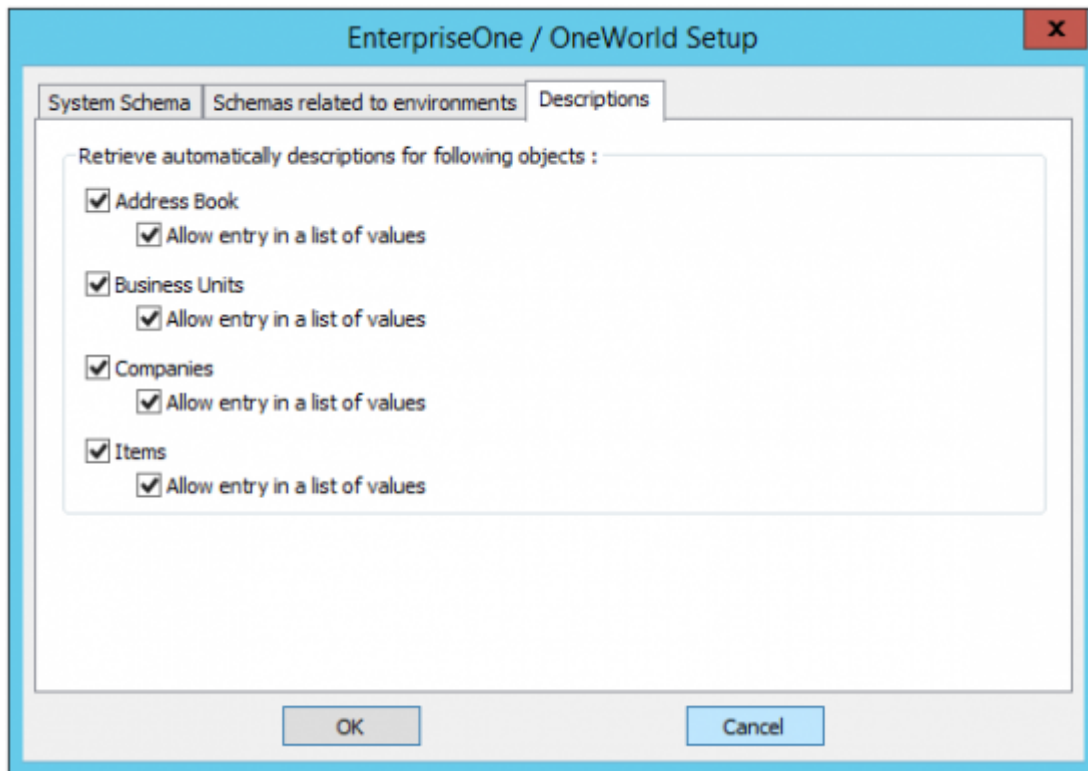 EnterpriseOne / OneWorld Setup
x
System Schema
Schemas related to environments
Descriptions
Retrieve automatically descriptions for following objects :
Address Book
Allow entry in a list of values
Business Units
Allow entry in a list of values
Companies
Allow entry in a list of values
Items
Allow entry in a list of values
OK
Cancel